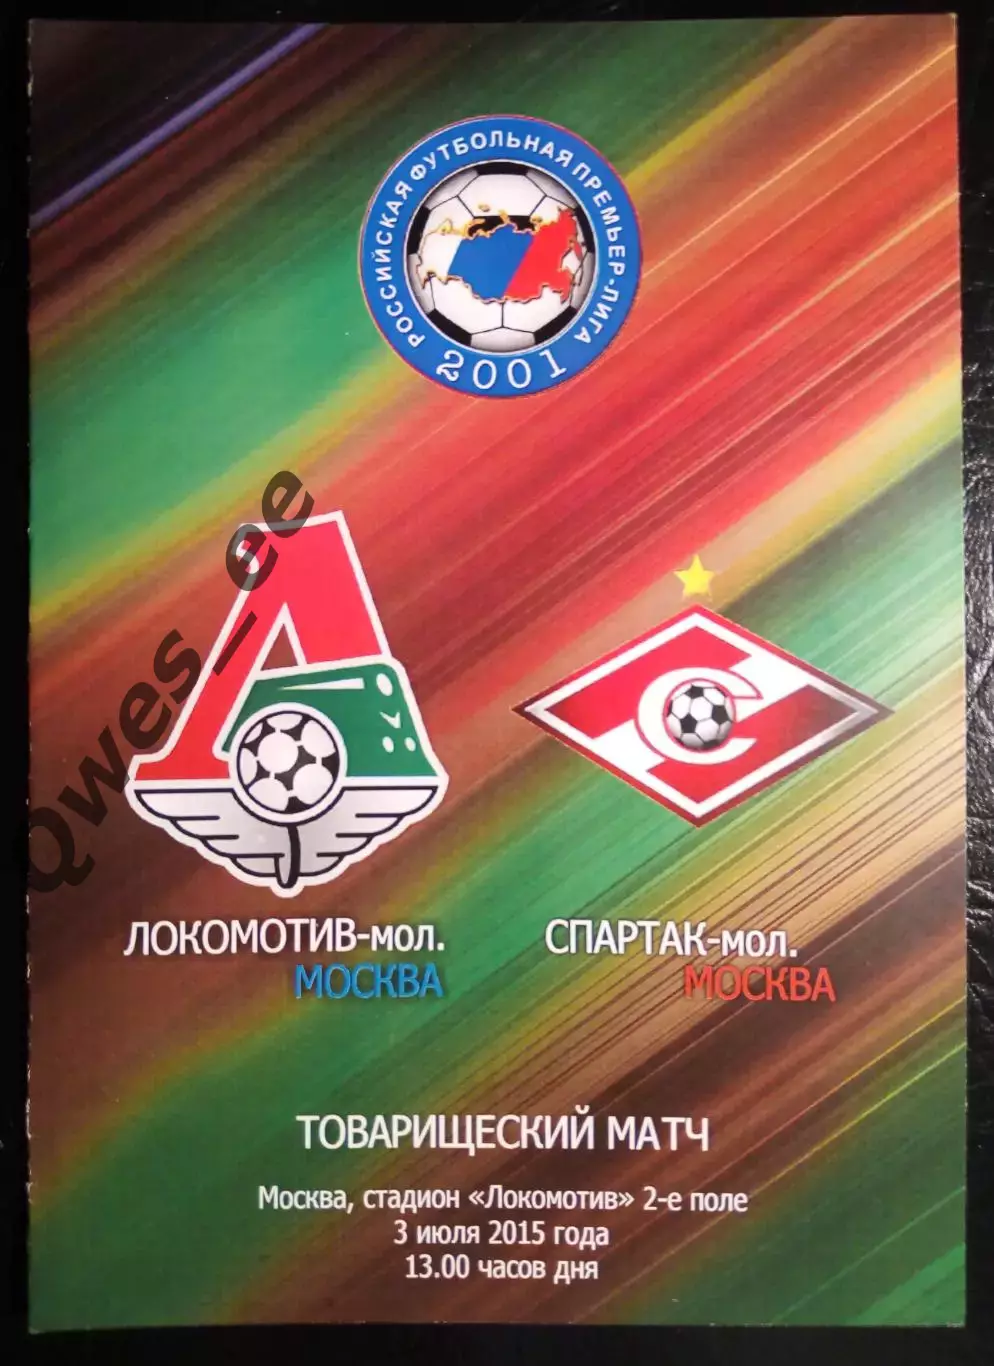 РОССИЙСКАЯ ФУТБОЛЬНАЯ ПРЕМЬЕР-ЛИГА
2001
Qwes_ee
С
ЛОКОМОТИВ-мол.
МОСКВА
СПАРТАК-мол.
МОСКВА
ТОВАРИЩЕСКИЙ МАТЧ
Москва, стадион «Локомотив» 2-е поле
3 июля 2015 года
13.00 часов дня